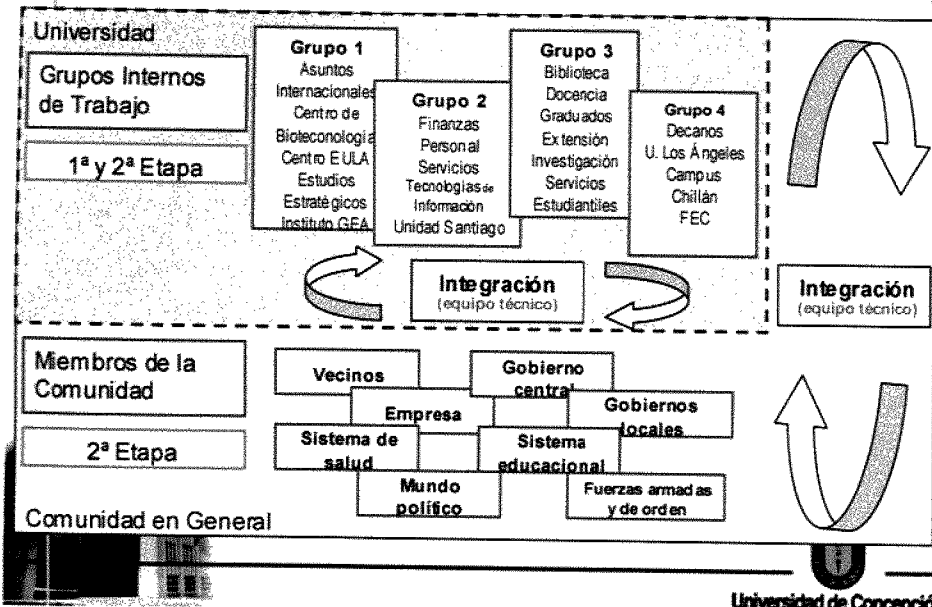 Universidad
Grupos Internos
de Trabajo
1ª y 2ª Etapa
Grupo 1
Asuntos
Internacionales
Centro de
Bioteconología
Centro EULA
Estudios
Estratégicos
Instituto GEA
Grupo 2
Finanzas
Personal
Servicios
Tecnologías de
Información
Unidad Santiago
Grupo 3
Biblioteca
Docencia
Graduados
Extensión
Investigación
Servicios
Estudiantiles
Grupo 4
Decanos
U. Los Ángeles
Campus
Chillán
FEC
Integración
(equipo técnico)
Integración
(equipo técnico)
Miembros de la
Comunidad
2ª Etapa
Vecinos
Gobierno
central
Empresa
Gobiernos
locales
Sistema de
salud
Sistema
educacional
Mundo
político
Fuerzas armadas
y de orden
Comunidad en General
Universidad de Concepció